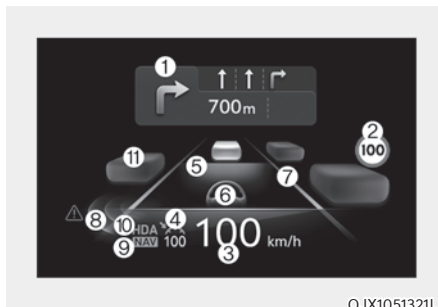 ①
700m
②
100
⑪
⑤
⑦
⑥
⑧
④
⑩ HDA
⑨ NAV 100
100 km/h
③
OJX1051321L